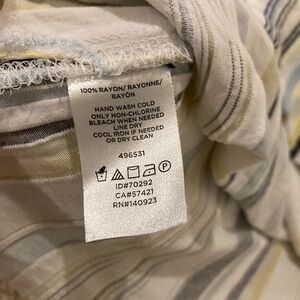 100% RAYON/ RAYONNE/
RAYÓN
HAND WASH COLD
ONLY NON-CHLORINE
BLEACH WHEN NEEDED
LINE DRY
COOL IRON IF NEEDED
OR DRY CLEAN
496531
P
ID#70292
CA#57421
RN#140923